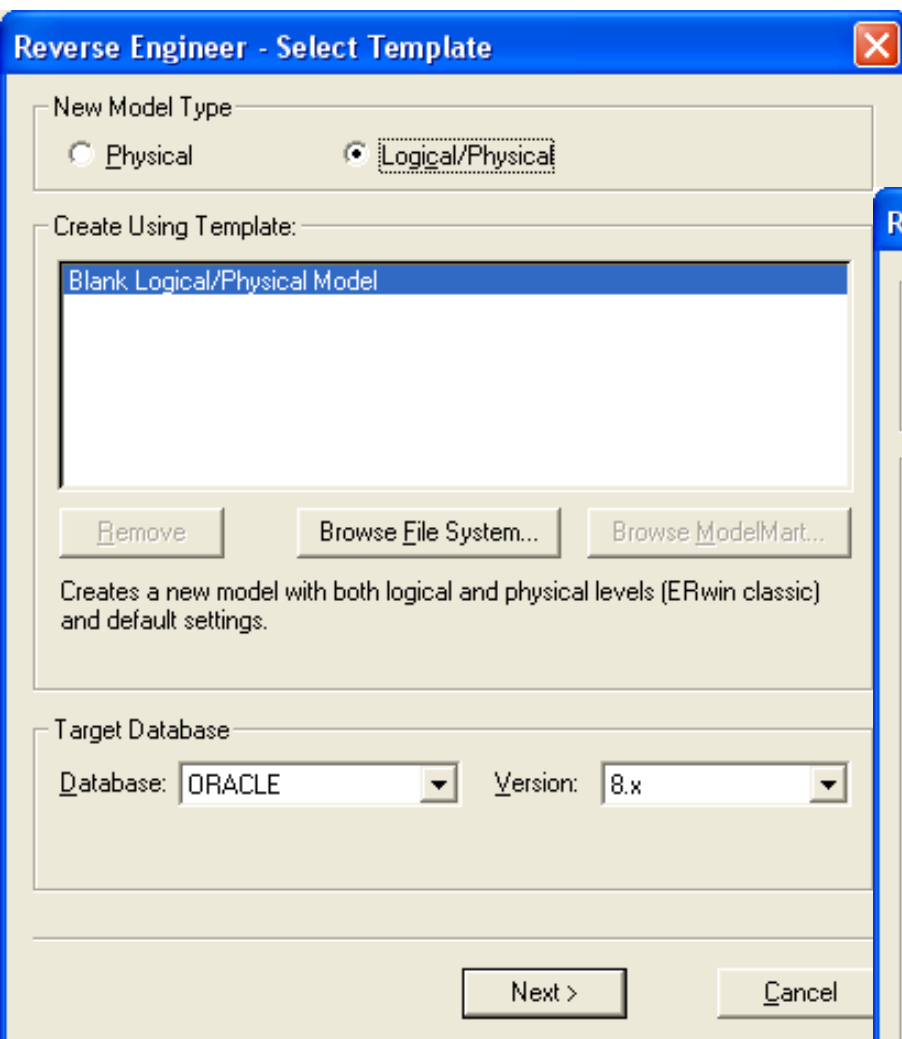 Reverse Engineer - Select Template
New Model Type
Physical
Logical/Physical
Create Using Template:
R
Blank Logical/Physical Model
Remove
Browse File System...
Browse ModelMart...
Creates a new model with both logical and physical levels (ERwin classic)
and default settings.
Target Database
Database: ORACLE
Version: 8.x
Next >
Cancel